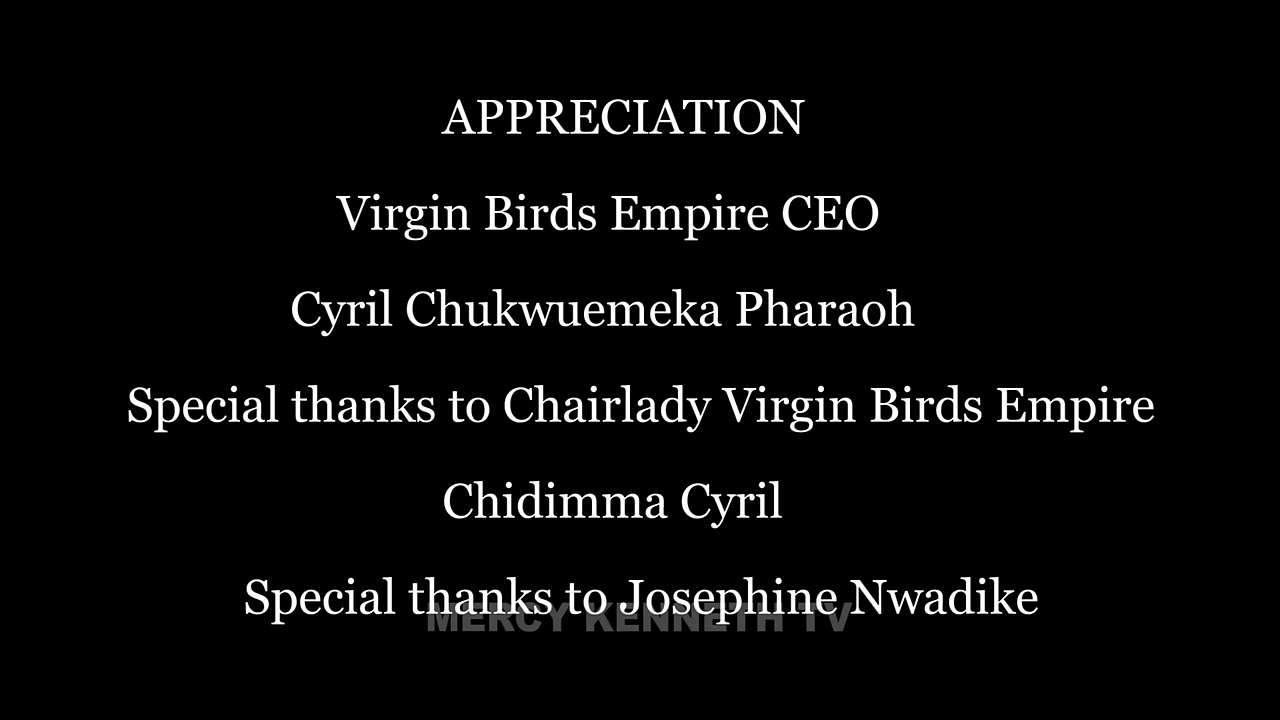 APPRECIATION
Virgin Birds Empire CEO
Cyril Chukwuemeka Pharaoh
Special thanks to Chairlady Virgin Birds Empire
Chidimma Cyril
Special thanks to Josephine Nwadike
MERCY KENNETH TV